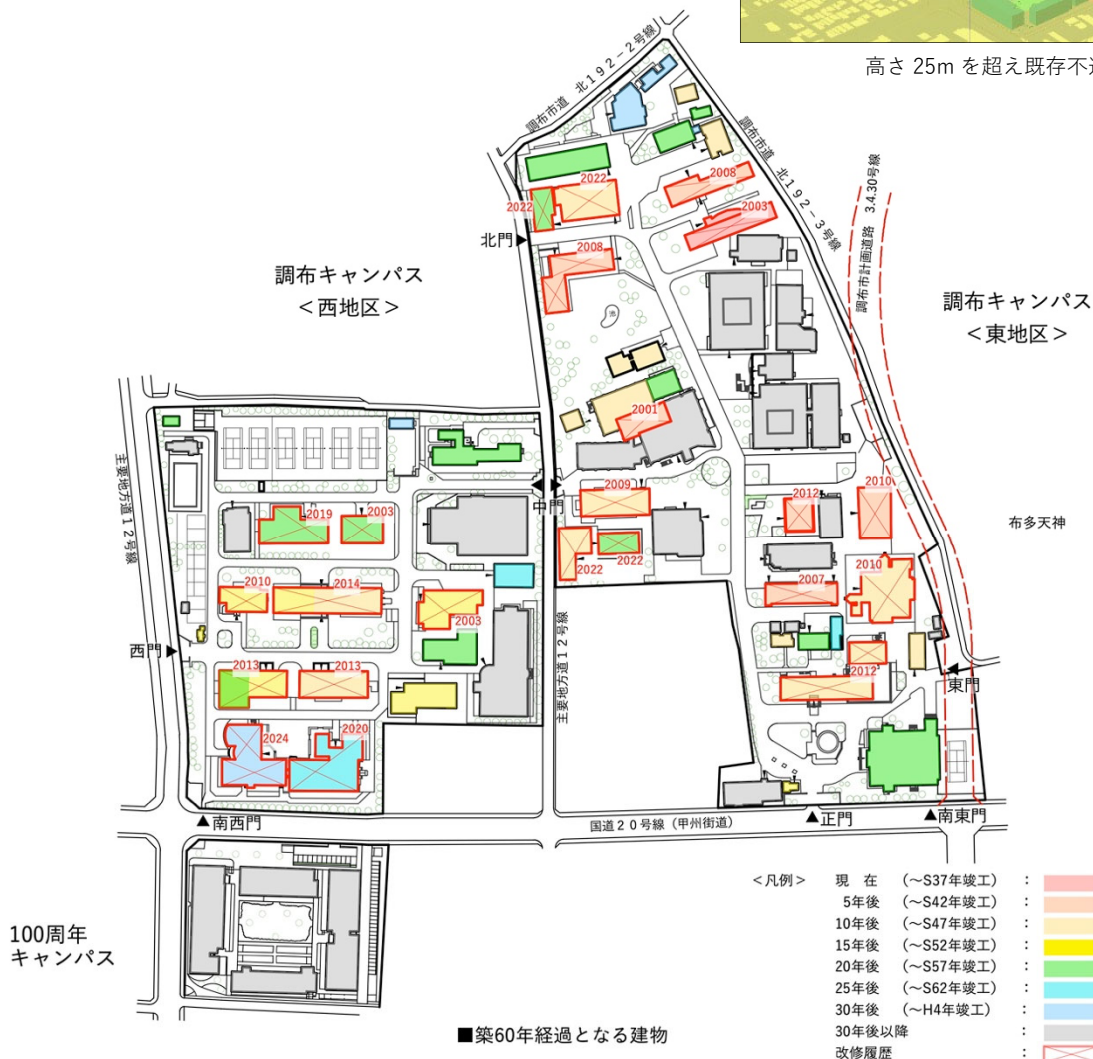 高さ 25m を超え既存不
調布市道 北192-2号線
調布市道 北192-3号線
調布市計画道路 3.4.30号線
2022
2022
2008
2003
北門
2008
調布キャンパス
<西地区>
調布キャンパス
<東地区>
池
2001
主要地方道12号線
中門
2009
2012
2010
布多天神
2019
2003
2022
2022
2010
2014
2003
2007
2010
西門
主要地方道12号線
2013
2013
2012
東門
2024
2020
南西門
国道20号線(甲州街道)
正門
南東門
100周年
キャンパス
<凡例> 現 在 (~S37年竣工) :
5年後 (~S42年竣工) :
10年後 (~S47年竣工) :
15年後 (~S52年竣工) :
20年後 (~S57年竣工) :
25年後 (~S62年竣工) :
30年後 (~H4年竣工) :
30年後以降 :
改修履歴 :
■築60年経過となる建物